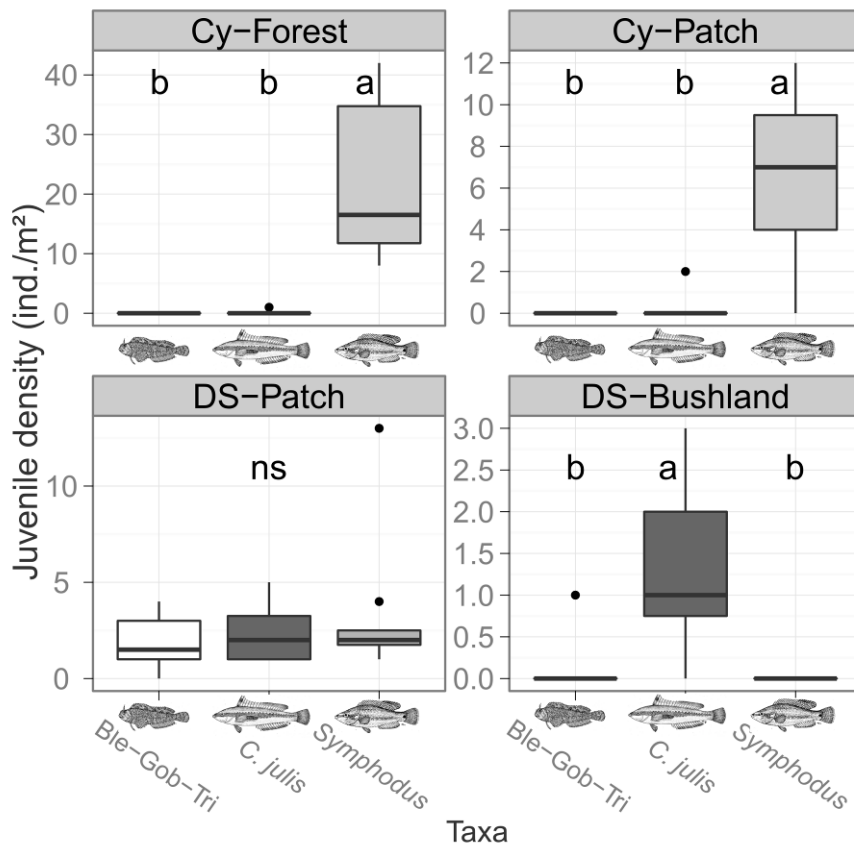 Cy−Forest
Cy−Patch
b b a
b b a
40
30
20
10
0
12
10
8
6
4
2
0
DS−Patch
DS−Bushland
ns
b a b
10
5
0
3.0
2.5
2.0
1.5
1.0
0.5
0.0
Juvenile density (ind./m²)
Ble−Gob−Tri
C. julis
Symphodus
Ble−Gob−Tri
C. julis
Symphodus
Taxa